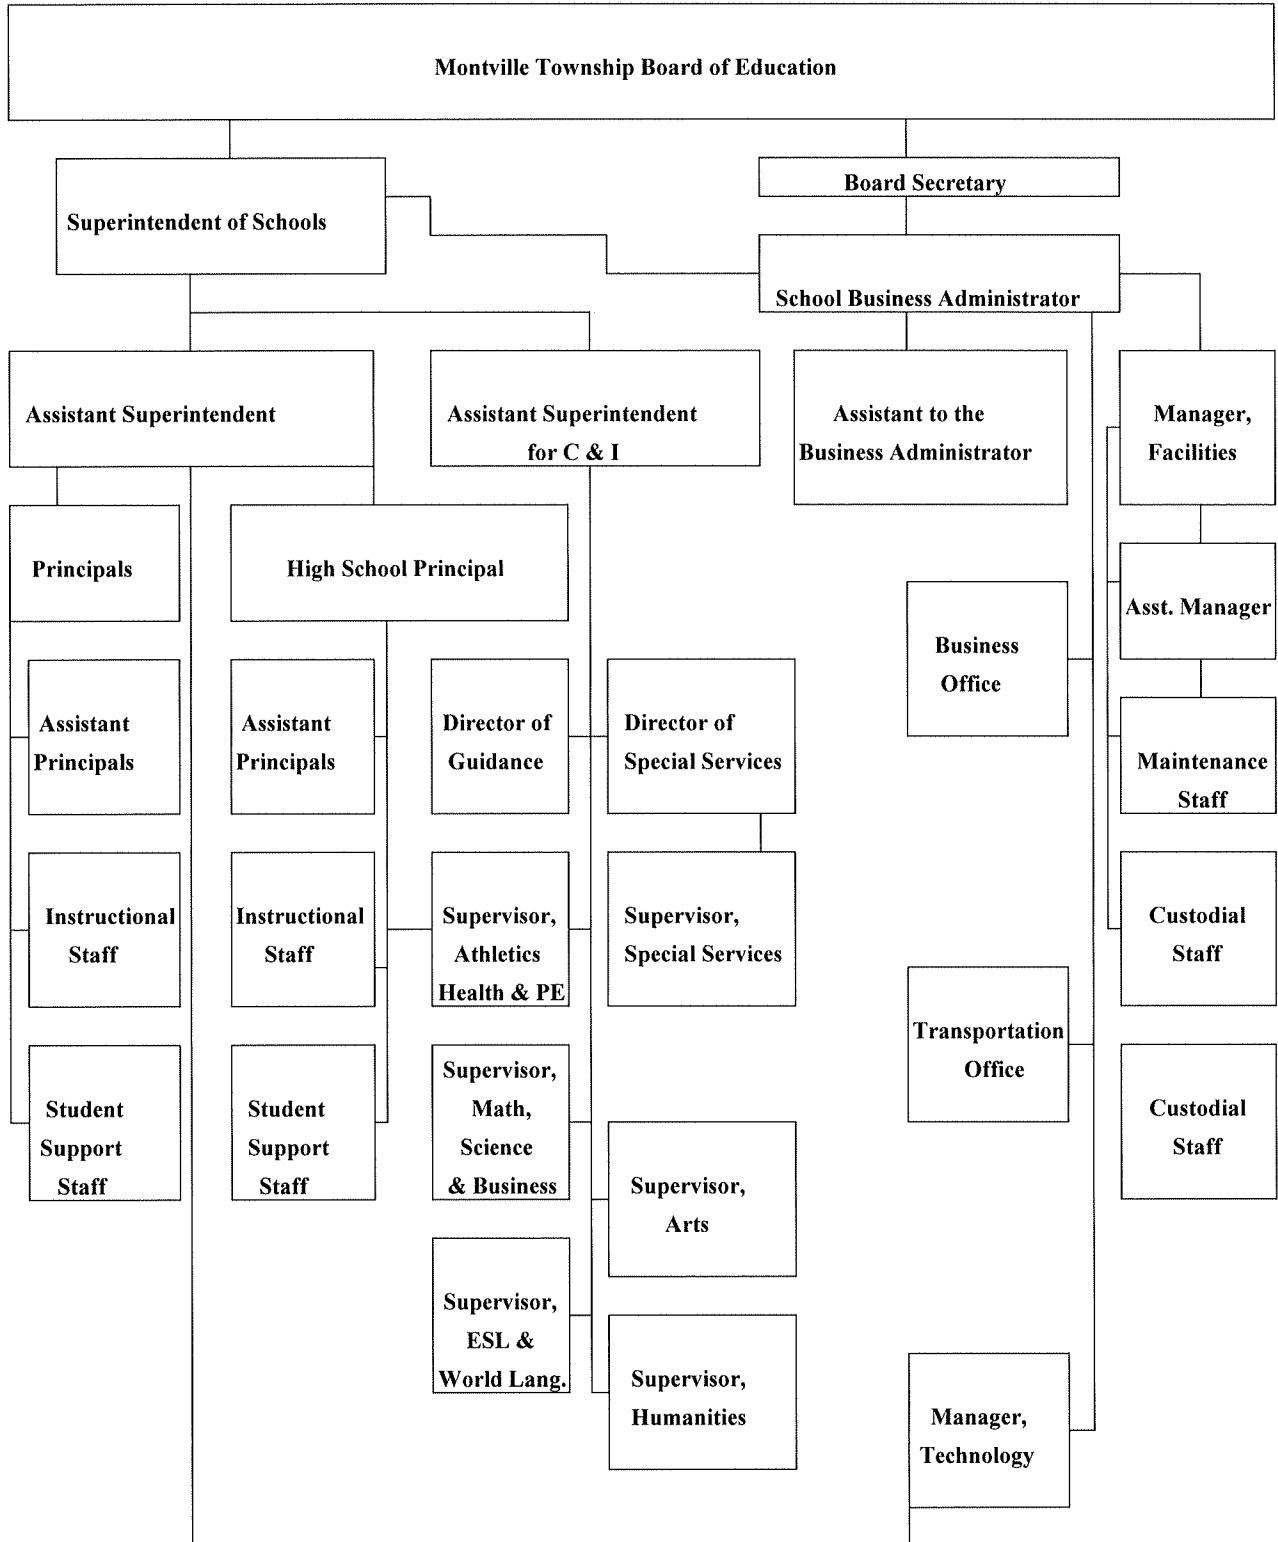 Montville Township Board of Education
Board Secretary
Superintendent of Schools
School Business Administrator
Assistant Superintendent
Assistant Superintendent
for C & I
Assistant to the
Business Administrator
Manager,
Facilities
Principals
High School Principal
Asst. Manager
Business
Office
Assistant
Principals
Assistant
Principals
Director of
Guidance
Director of
Special Services
Maintenance
Staff
Instructional
Staff
Instructional
Staff
Supervisor,
Athletics
Health & PE
Supervisor,
Special Services
Custodial
Staff
Transportation
Office
Student
Support
Staff
Student
Support
Staff
Supervisor,
Math,
Science
& Business
Custodial
Staff
Supervisor,
Arts
Supervisor,
ESL &
World Lang.
Supervisor,
Humanities
Manager,
Technology